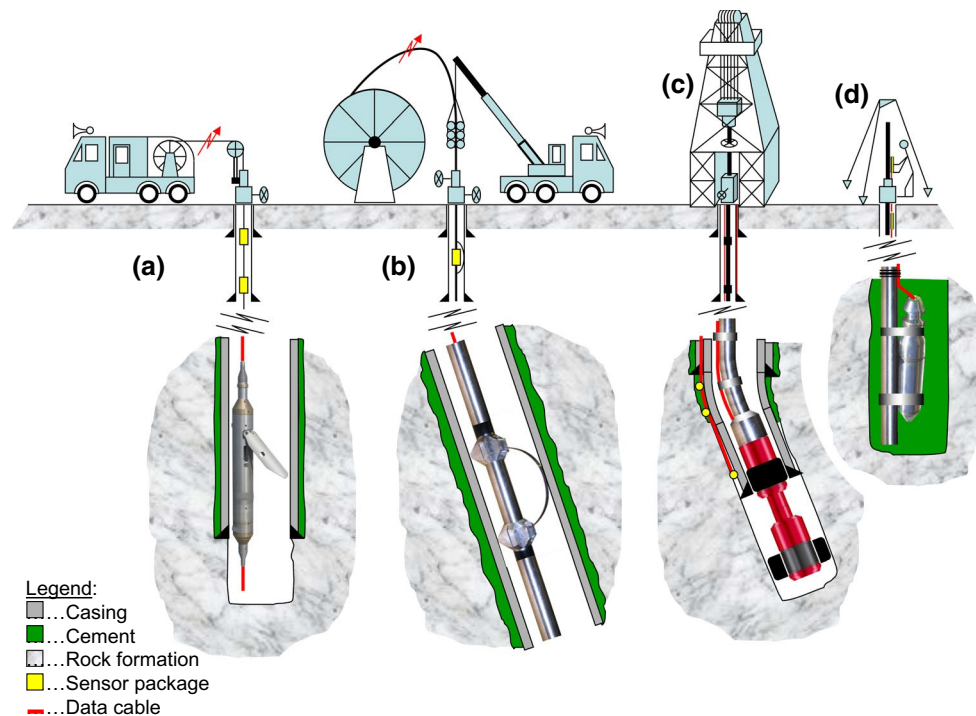 (a)
(b)
(c)
(d)
Legend:
...Casing
...Cement
...Rock formation
...Sensor package
...Data cable